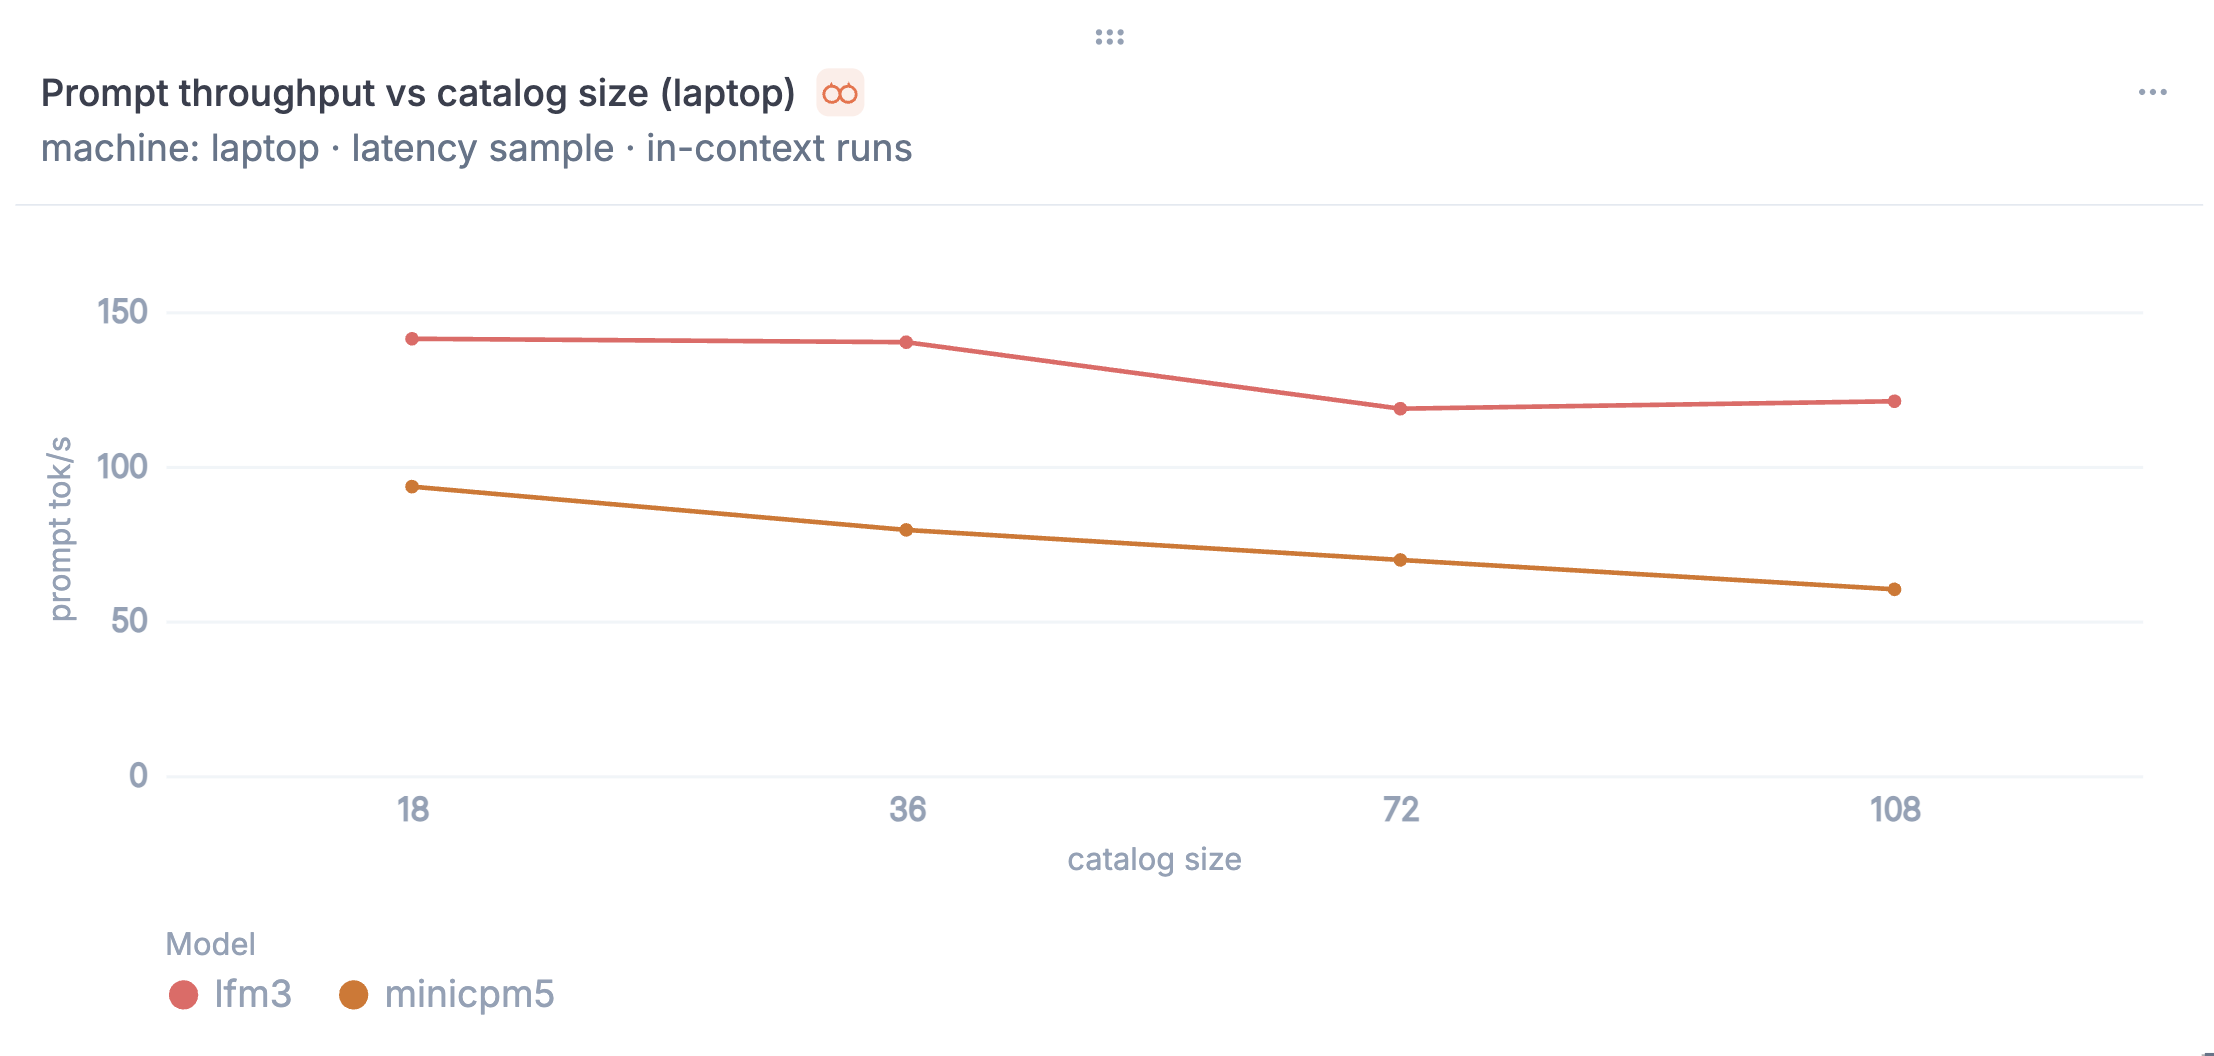 Prompt throughput vs catalog size (laptop)
machine: laptop · latency sample · in-context runs
150
100
50
0
prompt tok/s
18 36 72 108
catalog size
Model
lfm3 minicpm5